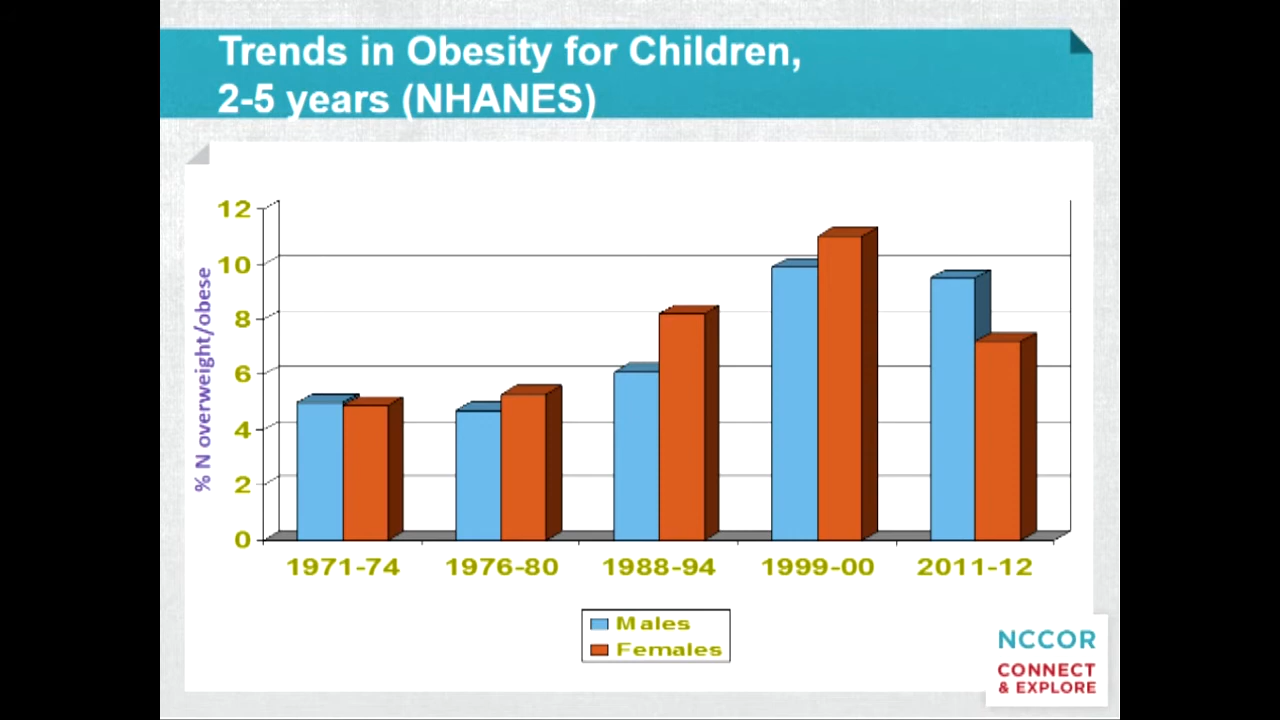 Trends in Obesity for Children,
2-5 years (NHANES)
% N overweight/obese
12
10
8
6
4
2
0
1971-74 1976-80 1988-94 1999-00 2011-12
Males
Females
NCCOR
CONNECT
& EXPLORE